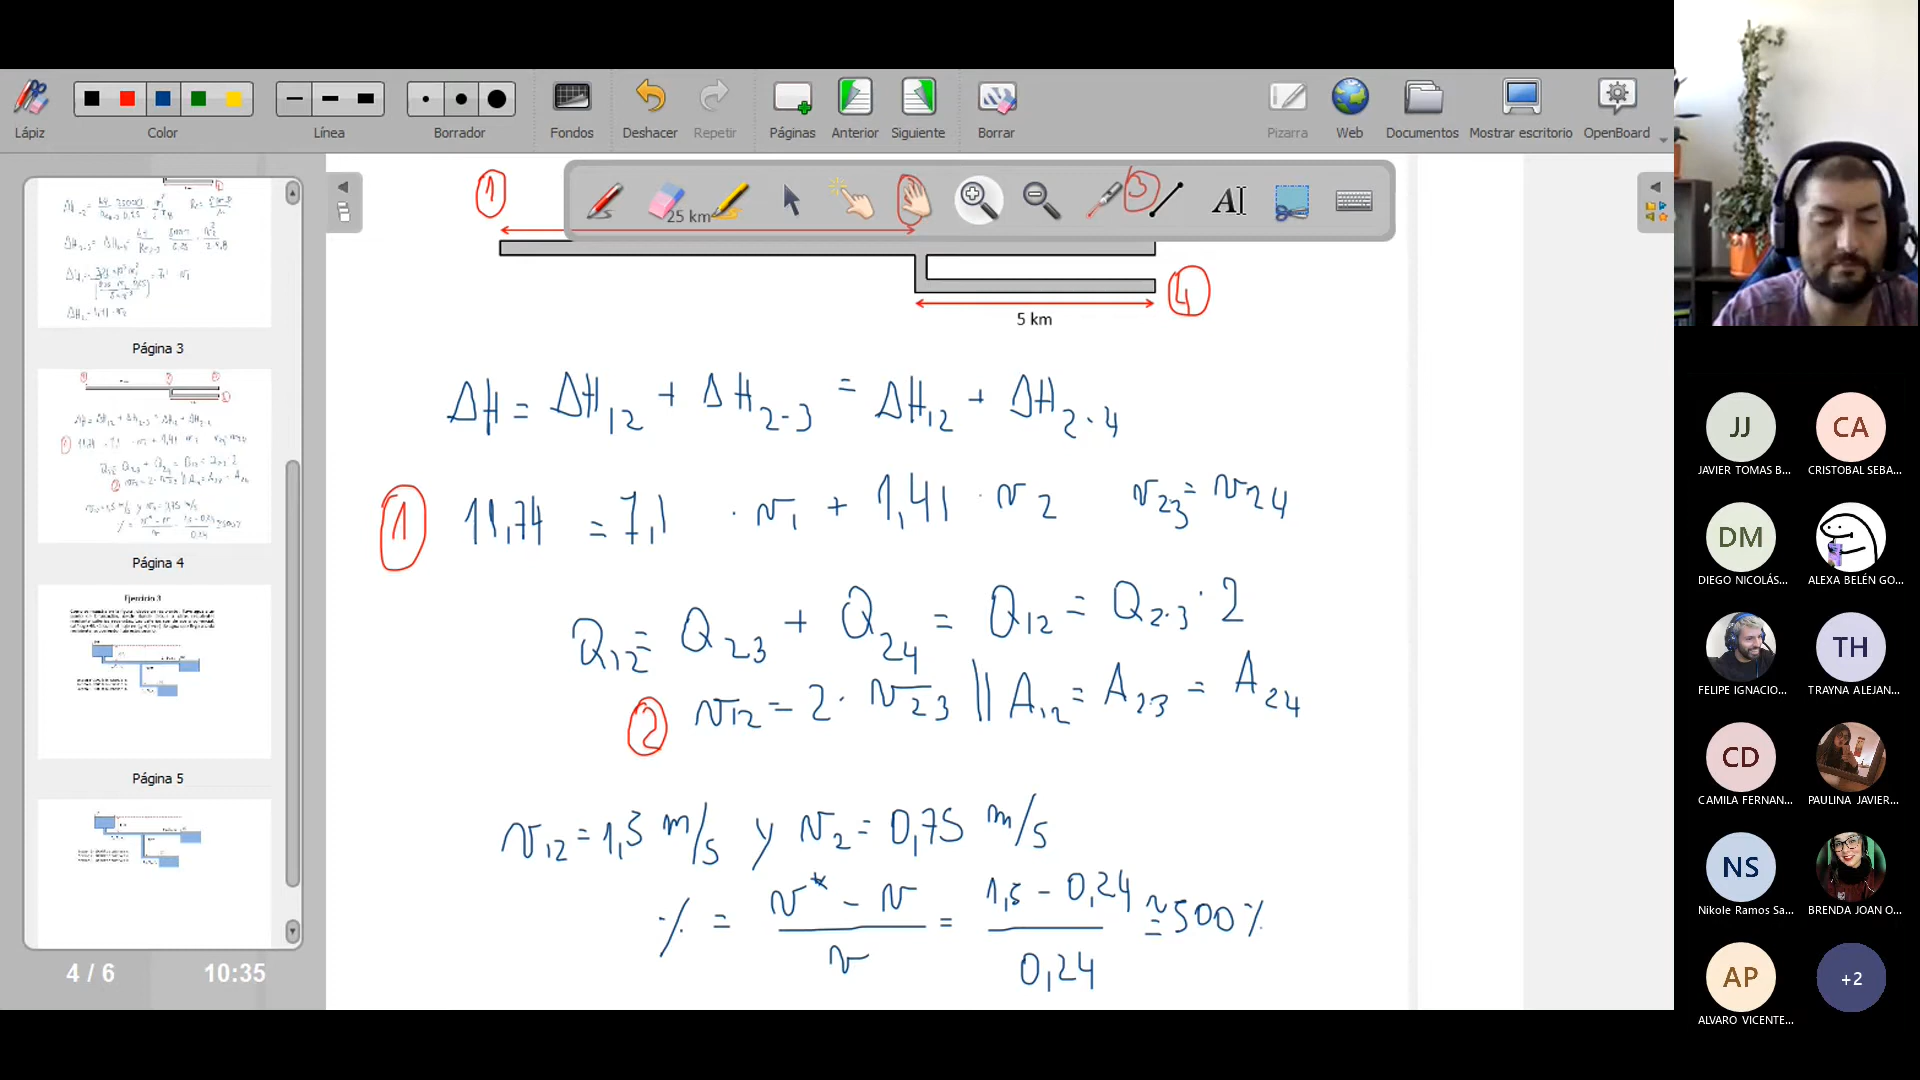 Lápiz
Color
Línea
Borrador
Fondos
Deshacer
Repetir
Páginas
Anterior
Siguiente
Borrar
Pizarra
Web
Documentos
Mostrar escritorio
OpenBoard
1
25 km
3
4
5 km
ΔH = ΔH12 + ΔH2-3 = ΔH12 + ΔH2-4
1 11,74 = 7,1 · v1 + 1,41 · v2 v23 = v24
Q12 = Q23 + Q24 = Q12 = Q2-3 · 2
2 v12 = 2 · v23 || A12 = A23 = A24
v12 = 1,5 m/s y v2 = 0,75 m/s
% = (v* - v) / v = (1,5 - 0,24) / 0,24 ≅ 500%
Página 3
Página 4
Ejercicio 3
Página 5
4 / 6
10:35
JJ
JAVIER TOMAS B...
CA
CRISTOBAL SEBA...
DM
DIEGO NICOLÁS...
ALEXA BELÉN GO...
FELIPE IGNACIO...
TH
TRAYNA ALEJAN...
CD
CAMILA FERNAN...
PAULINA JAVIER...
NS
Nikole Ramos Sa...
BRENDA JOAN O...
AP
ALVARO VICENTE...
+2